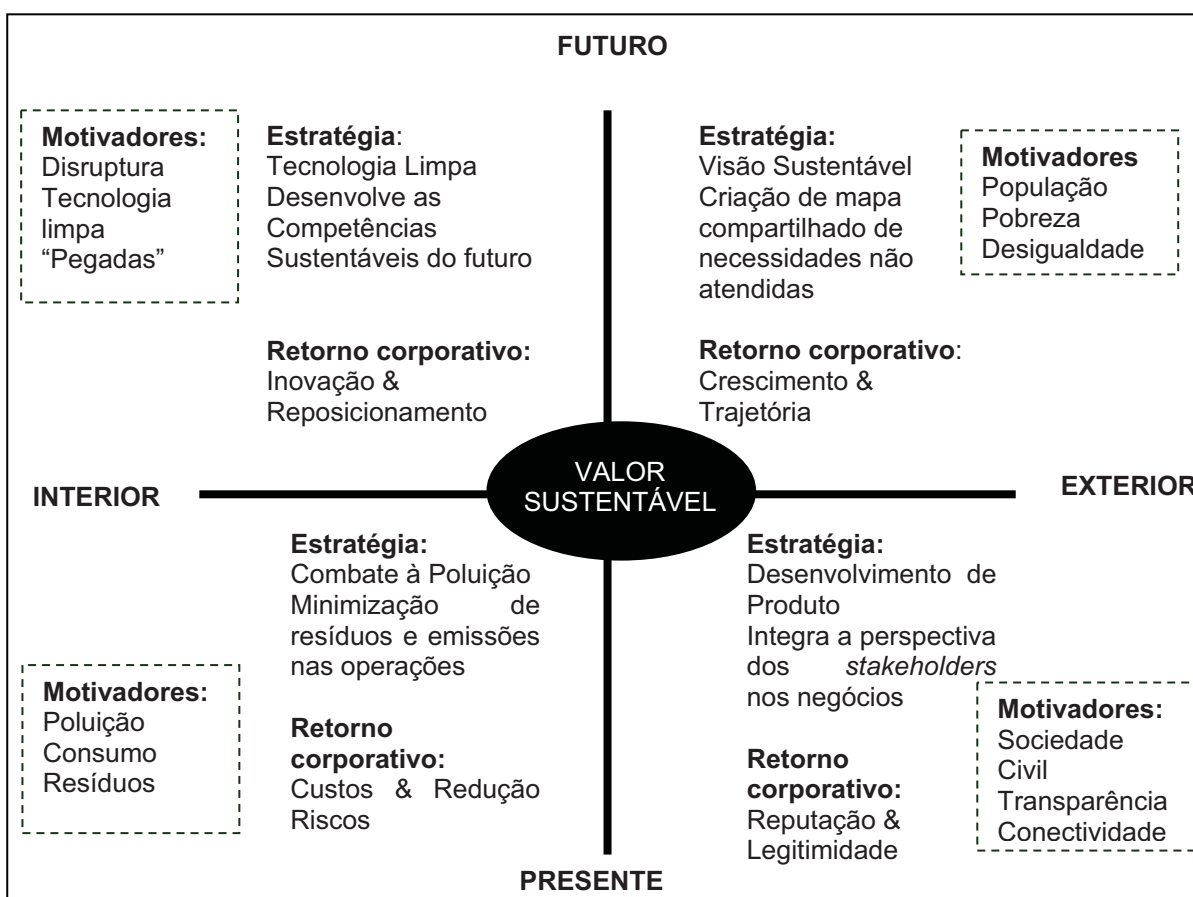 FUTURO
Motivadores:
Disruptura
Tecnologia
limpa
“Pegadas”
Estratégia:
Tecnologia Limpa
Desenvolve as
Competências
Sustentáveis do futuro
Retorno corporativo:
Inovação &
Reposicionamento
Estratégia:
Visão Sustentável
Criação de mapa
compartilhado de
necessidades não
atendidas
Retorno corporativo:
Crescimento &
Trajetória
Motivadores
População
Pobreza
Desigualdade
INTERIOR
VALOR
SUSTENTÁVEL
EXTERIOR
Motivadores:
Poluição
Consumo
Resíduos
Estratégia:
Combate à Poluição
Minimização de
resíduos e emissões
nas operações
Retorno
corporativo:
Custos & Redução
Riscos
Estratégia:
Desenvolvimento de
Produto
Integra a perspectiva
dos stakeholders
nos negócios
Retorno
corporativo:
Reputação &
Legitimidade
Motivadores:
Sociedade
Civil
Transparência
Conectividade
PRESENTE